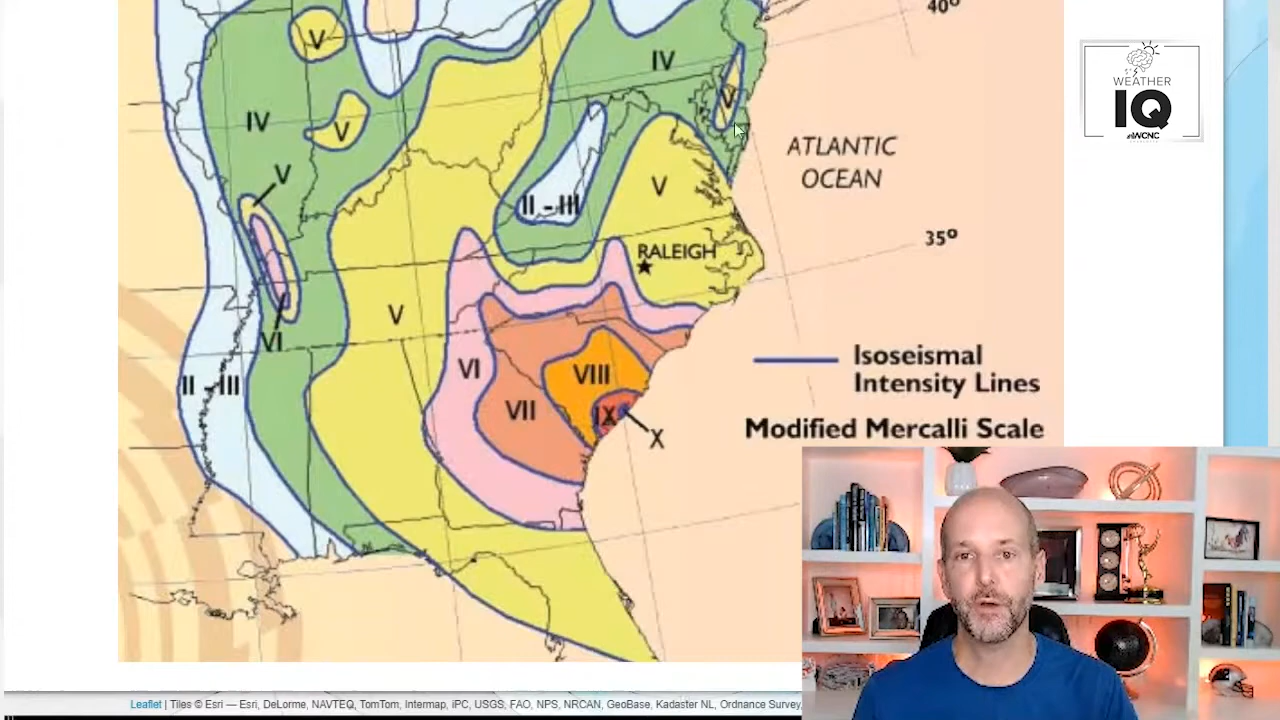 40°
WEATHER
IQ
WCNC
V
IV
IV
V
V
V
ATLANTIC
OCEAN
V
II - III
35°
RALEIGH
V
VI
II - III
VI
VIII
VII
IX
X
Isoseismal
Intensity Lines
Modified Mercalli Scale
Leaflet | Tiles © Esri — Esri, DeLorme, NAVTEQ, TomTom, Intermap, iPC, USGS, FAO, NPS, NRCAN, GeoBase, Kadaster NL, Ordnance Survey,